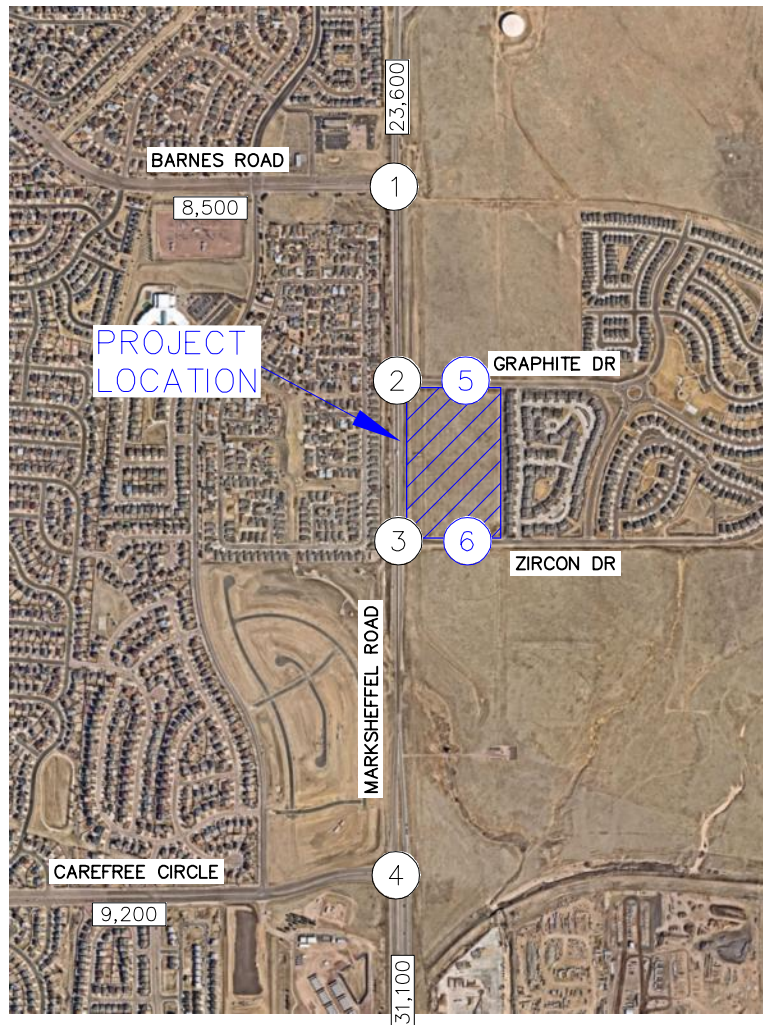 23,600
BARNES ROAD
1
8,500
PROJECT
LOCATION
GRAPHITE DR
2
5
3
6
ZIRCON DR
MARKSHEFFEL ROAD
CAREFREE CIRCLE
4
9,200
31,100